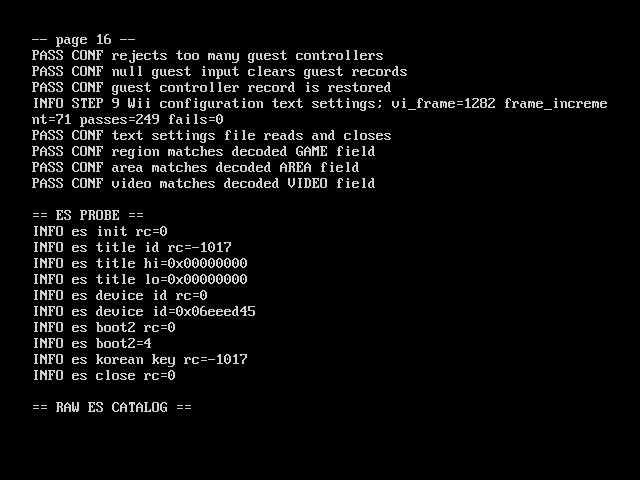 -- page 16 --
PASS CONF rejects too many guest controllers
PASS CONF null guest input clears guest records
PASS CONF guest controller record is restored
INFO STEP 9 Wii configuration text settings; vi_frame=1282 frame_increme
nt=71 passes=249 fails=0
PASS CONF text settings file reads and closes
PASS CONF region matches decoded GAME field
PASS CONF area matches decoded AREA field
PASS CONF video matches decoded VIDEO field
== ES PROBE ==
INFO es init rc=0
INFO es title id rc=-1017
INFO es title hi=0x00000000
INFO es title lo=0x00000000
INFO es device id rc=0
INFO es device id=0x06eeed45
INFO es boot2 rc=0
INFO es boot2=4
INFO es korean key rc=-1017
INFO es close rc=0
== RAW ES CATALOG ==